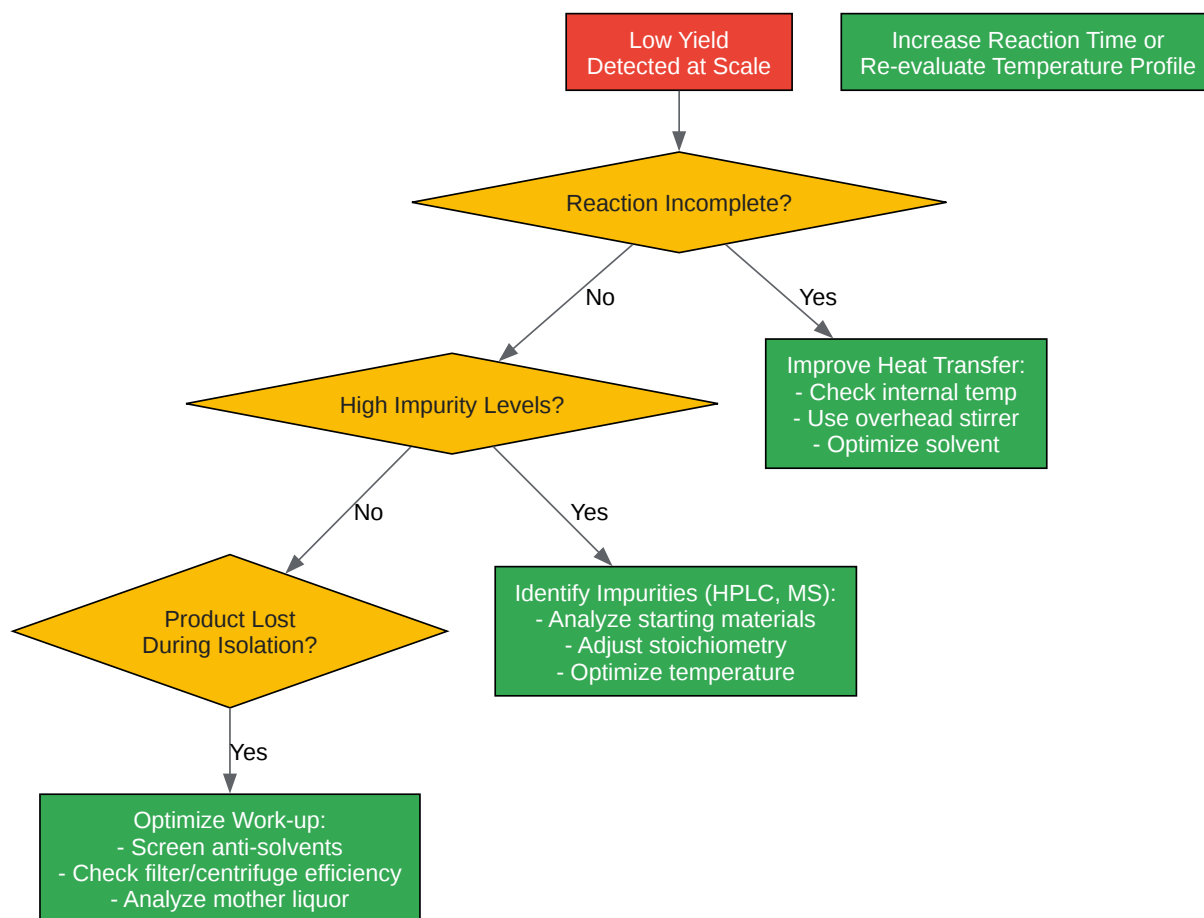 Low Yield
Detected at Scale
Increase Reaction Time or
Re-evaluate Temperature Profile
Reaction Incomplete?
No
Yes
Improve Heat Transfer:
- Check internal temp
- Use overhead stirrer
- Optimize solvent
High Impurity Levels?
No
Yes
Identify Impurities (HPLC, MS):
- Analyze starting materials
- Adjust stoichiometry
- Optimize temperature
Product Lost
During Isolation?
Yes
Optimize Work-up:
- Screen anti-solvents
- Check filter/centrifuge efficiency
- Analyze mother liquor